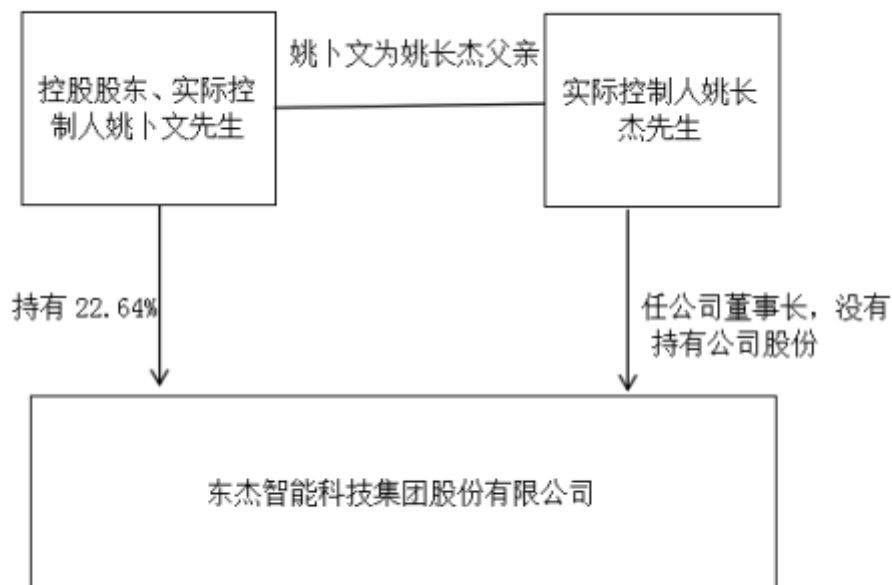 姚卜文为姚长杰父亲
控股股东、实际控
制人姚卜文先生
实际控制人姚长
杰先生
持有 22.64%
任公司董事长，没有
持有公司股份
东杰智能科技集团股份有限公司